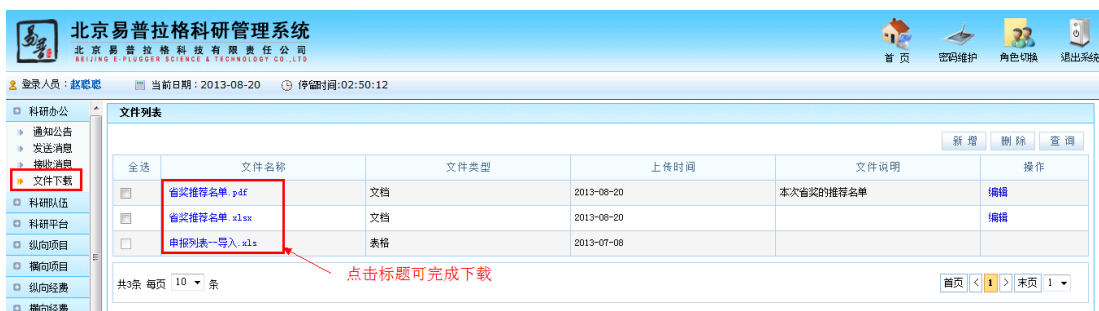 北京易普拉格科研管理系统
北京易普拉格科技有限责任公司
BEIJING E-PLUGGER SCIENCE & TECHNOLOGY CO.,LTD
首页 密码维护 角色切换 退出系统
登录人员：赵聪聪 当前日期：2013-08-20 停留时间:02:50:12
科研办公
通知公告
发送消息
接收消息
文件下载
科研队伍
科研平台
纵向项目
横向项目
纵向经费
横向经费
文件列表
新增 删除 查询
全选 文件名称 文件类型 上传时间 文件说明 操作
省奖推荐名单.pdf 文档 2013-08-20 本次省奖的推荐名单 编辑
省奖推荐名单.xlsx 文档 2013-08-20 编辑
申报列表--导入.xls 表格 2013-07-08
点击标题可完成下载
共3条 每页 10 条
首页 < 1 > 末页 1